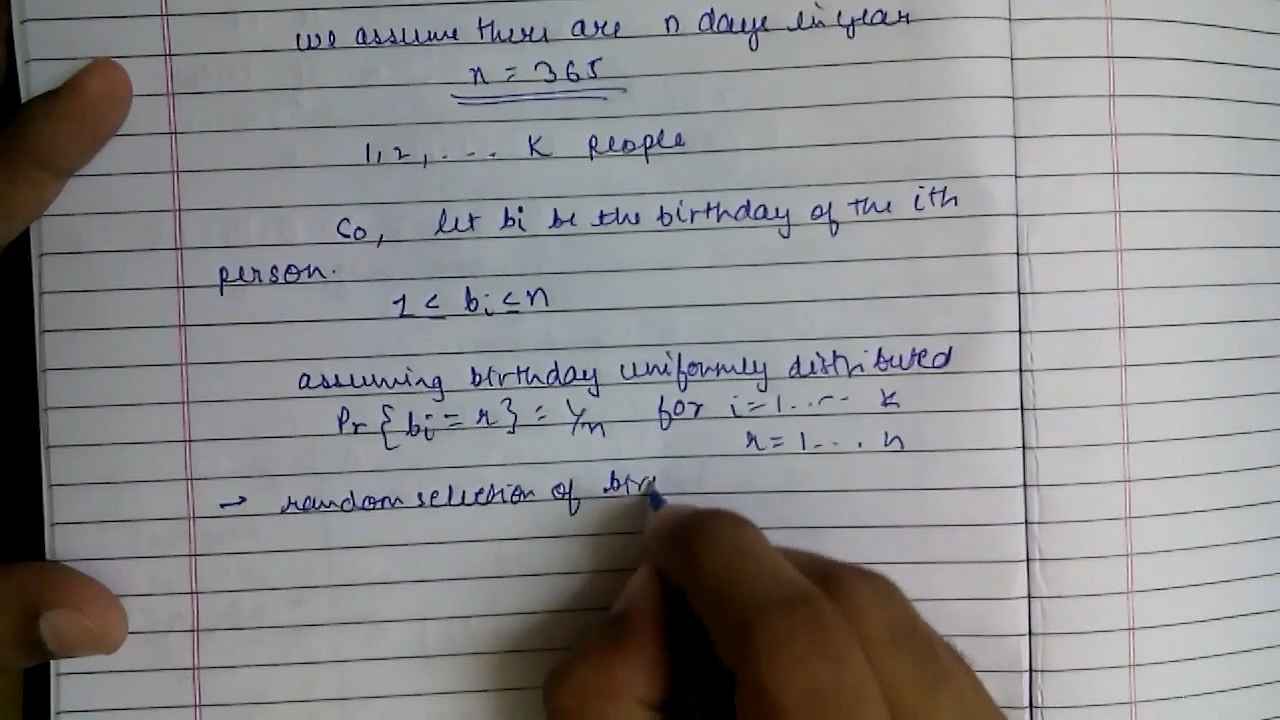 we assume there are n days in year
n = 365
1, 2, .... k people
So, let bi be the birthday of the ith
person.
1 ≤ bi ≤ n
assuming birthday uniformly distributed
Pr {bi = r} = 1/n for i = 1.... k
r = 1... n
→ random selection of bir